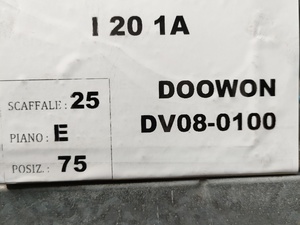 I 20 1A
SCAFFALE : 25
PIANO : E
POSIZ. : 75
DOOWON
DV08-0100